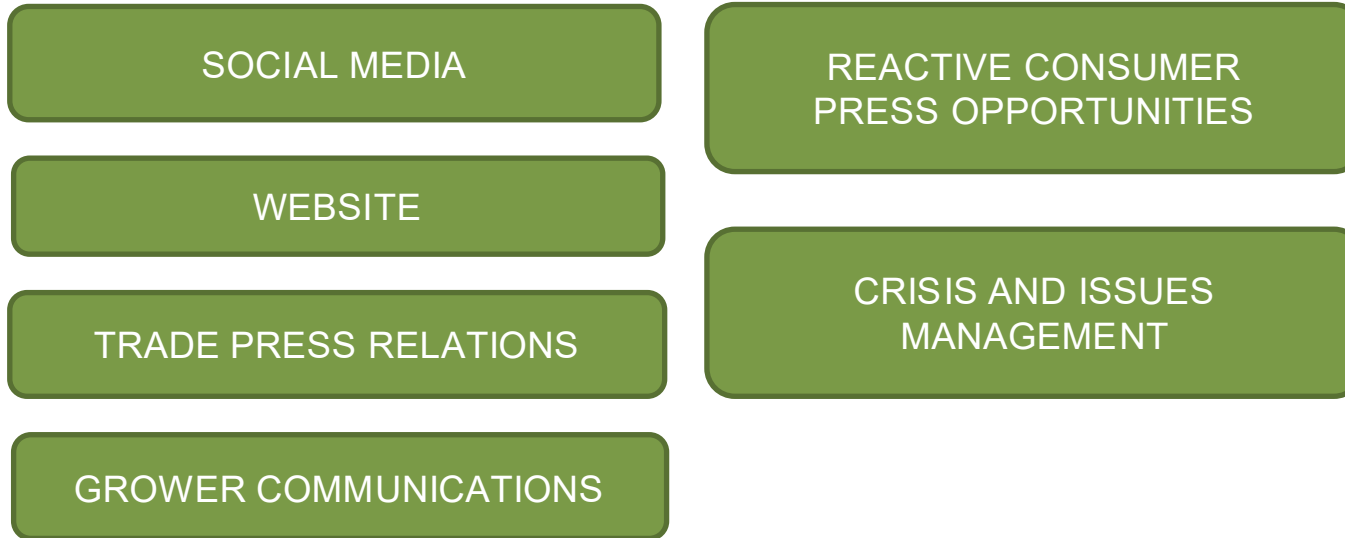 SOCIAL MEDIA
WEBSITE
TRADE PRESS RELATIONS
GROWER COMMUNICATIONS
REACTIVE CONSUMER
PRESS OPPORTUNITIES
CRISIS AND ISSUES
MANAGEMENT